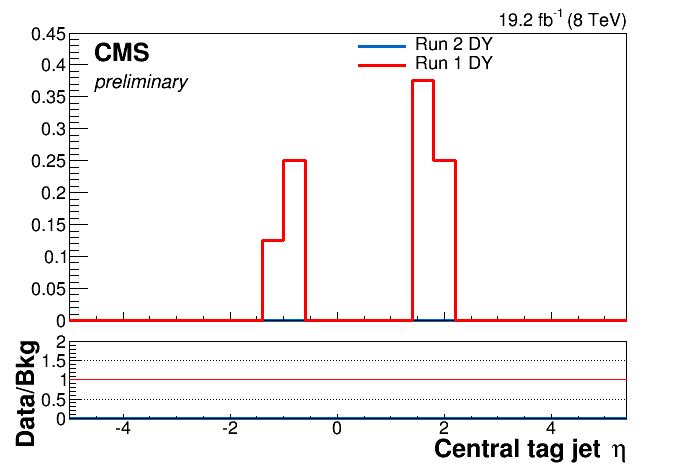 19.2 fb⁻¹ (8 TeV)
CMS
preliminary
Run 2 DY
Run 1 DY
0.45
0.4
0.35
0.3
0.25
0.2
0.15
0.1
0.05
0
Data/Bkg
2
1.5
1
0.5
0
-4 -2 0 2 4
Central tag jet η